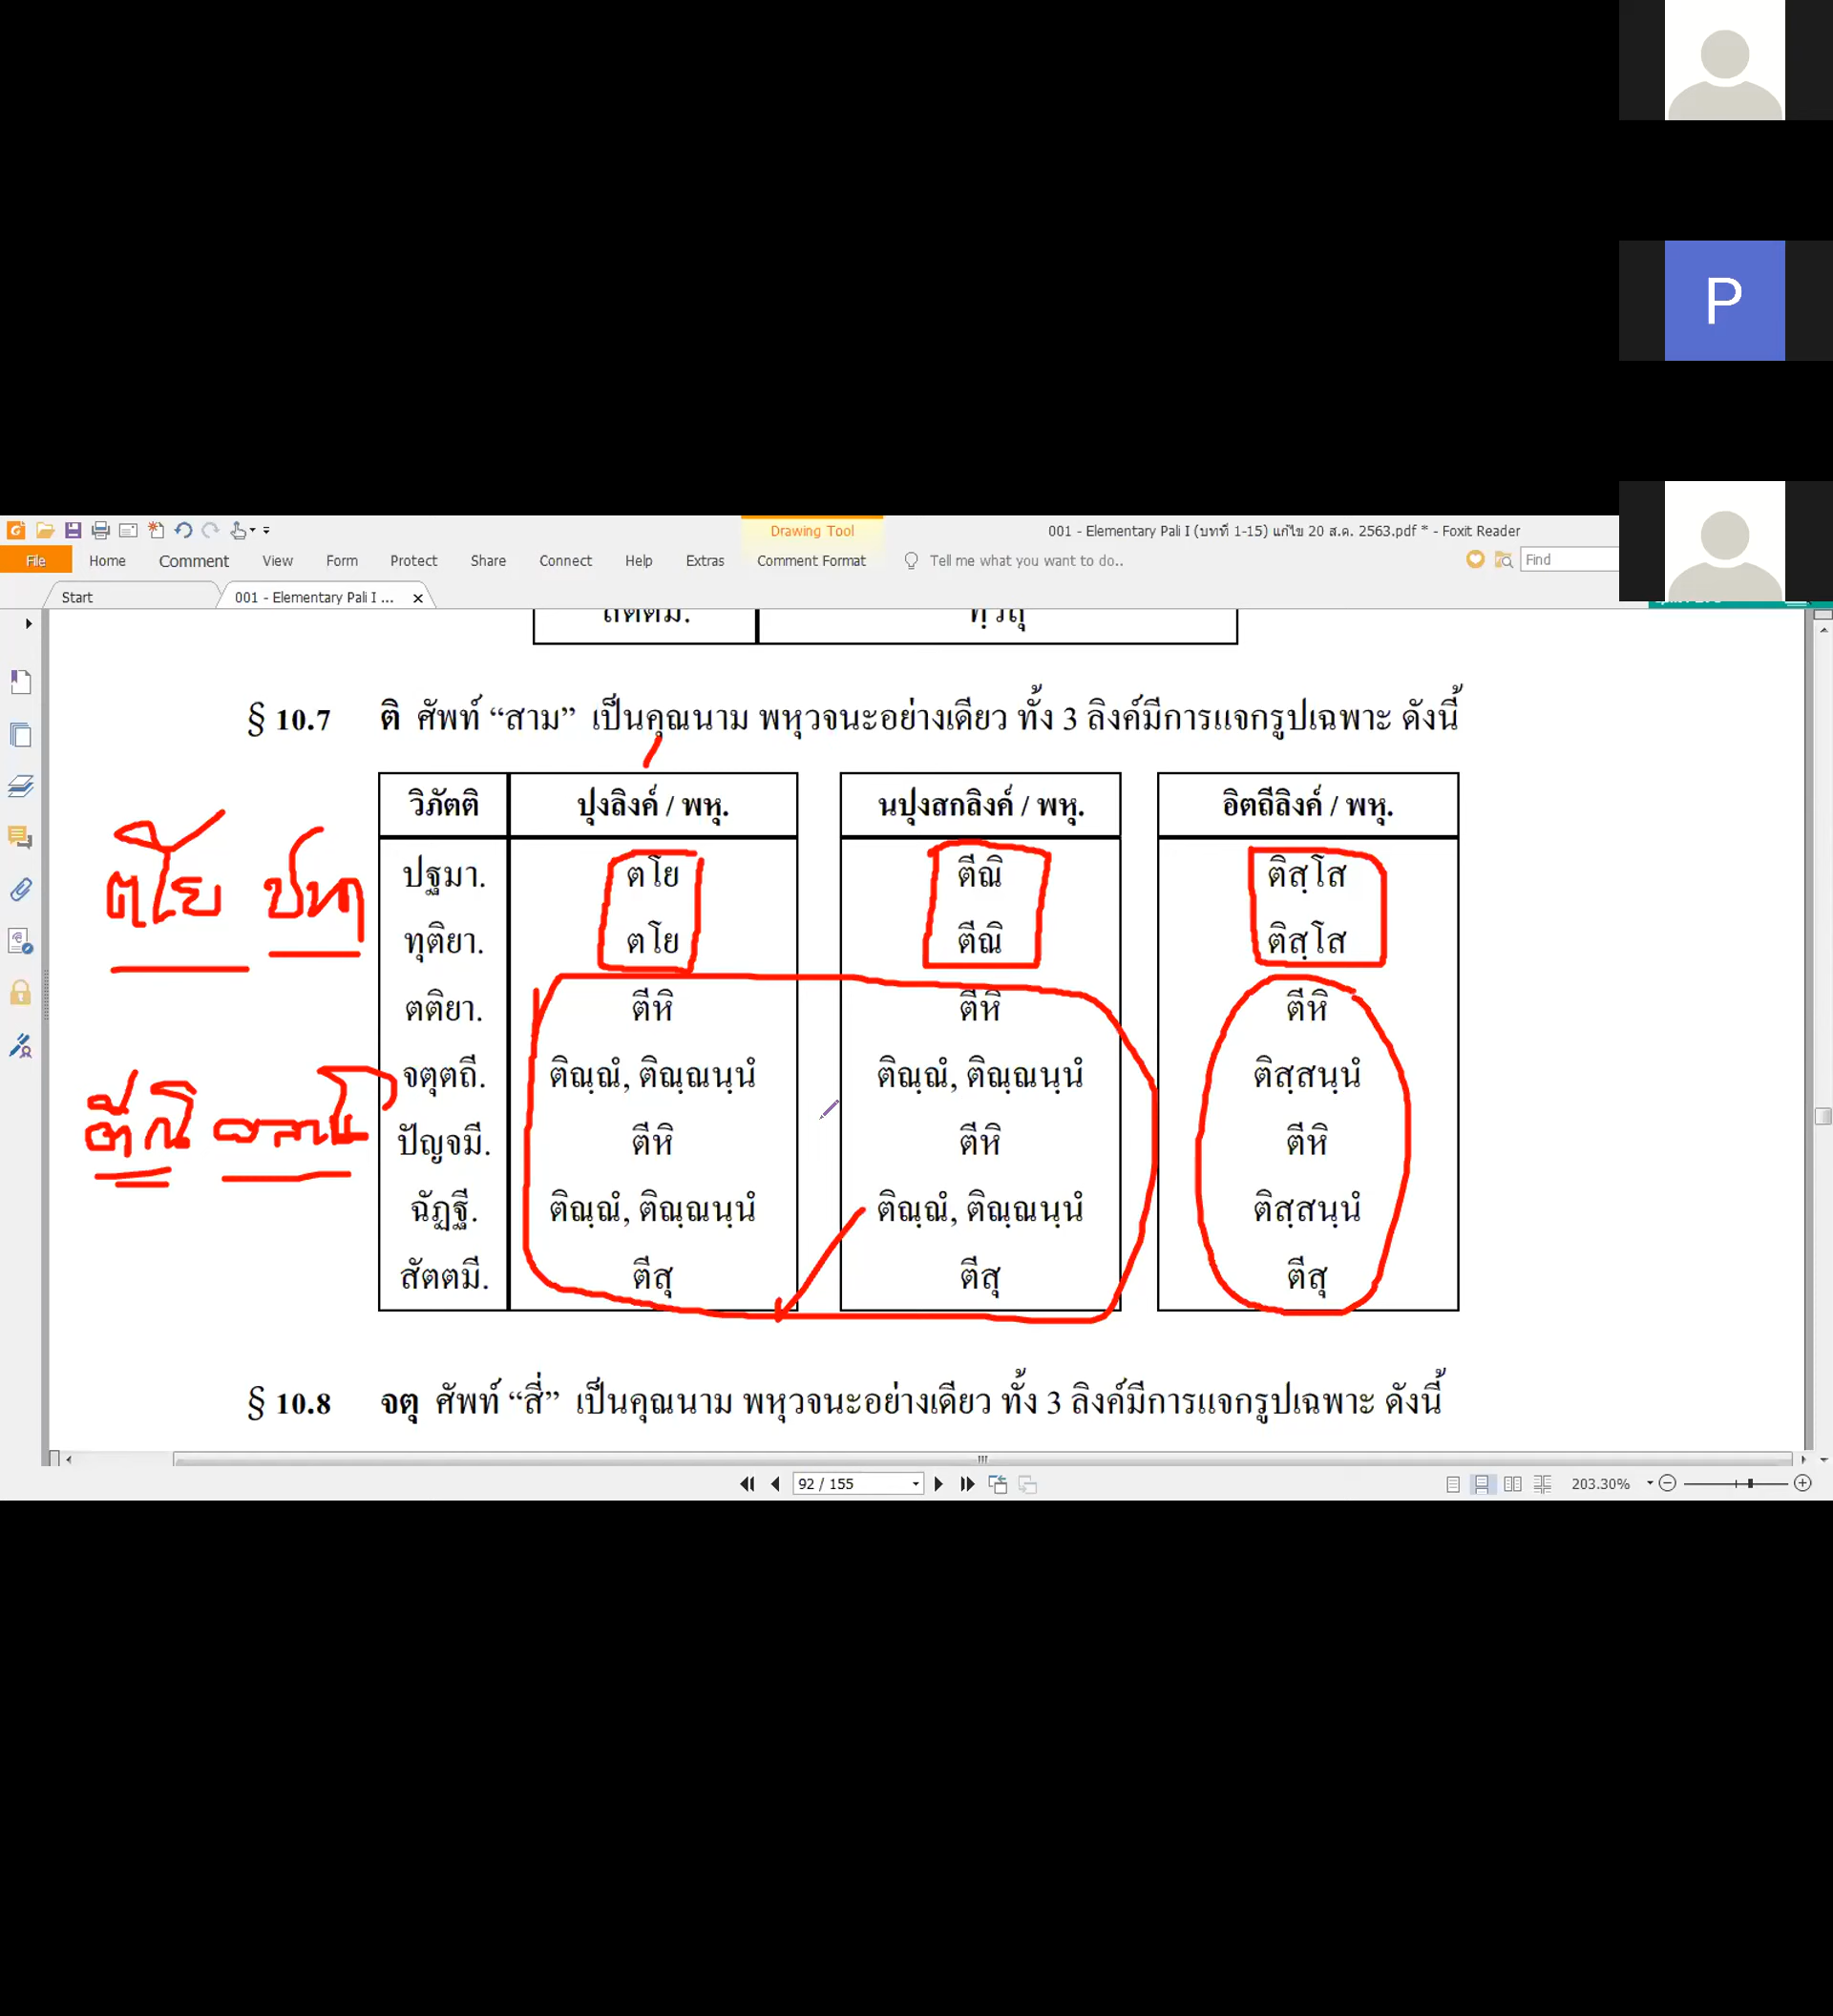 P
Drawing Tool
001 - Elementary Pali I (บทที่ 1-15) แก้ไข 20 ส.ค. 2563.pdf * - Foxit Reader
File Home Comment View Form Protect Share Connect Help Extras Comment Format Tell me what you want to do.. Find
Start 001 - Elementary Pali I ...
สัตตมี. ทฺวีสุ
§ 10.7 ติ ศัพท์ “สาม” เป็นคุณนาม พหุวจนะอย่างเดียว ทั้ง 3 ลิงค์มีการแจกรูปเฉพาะ ดังนี้
วิภัตติ ปุงลิงค์ / พหุ. นปุงสกลิงค์ / พหุ. อิตถีลิงค์ / พหุ.
ปฐมา. ตโย ตีณิ ติสฺโส
ทุติยา. ตโย ตีณิ ติสฺโส
ตติยา. ตีหิ ตีหิ ตีหิ
จตุตถี. ติณฺณํ, ติณฺณนฺนํ ติณฺณํ, ติณฺณนฺนํ ติสฺสนฺนํ
ปัญจมี. ตีหิ ตีหิ ตีหิ
ฉัฏฐี. ติณฺณํ, ติณฺณนฺนํ ติณฺณํ, ติณฺณนฺนํ ติสฺสนฺนํ
สัตตมี. ตีสุ ตีสุ ตีสุ
ตีณิ
§ 10.8 จตุ ศัพท์ “สี่” เป็นคุณนาม พหุวจนะอย่างเดียว ทั้ง 3 ลิงค์มีการแจกรูปเฉพาะ ดังนี้
92 / 155
203.30%